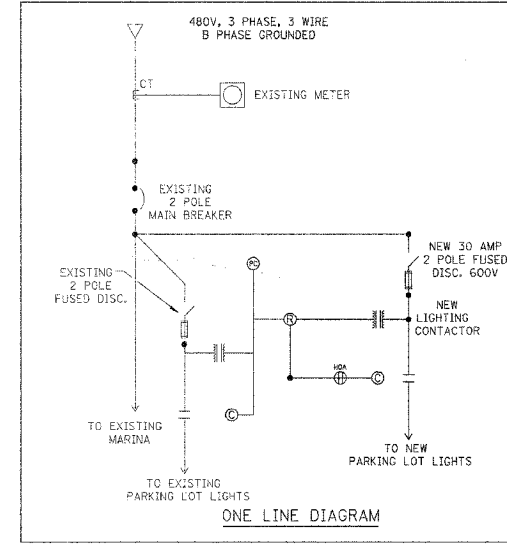 480V, 3 PHASE, 3 WIRE
B PHASE GROUNDED
CT
EXISTING METER
EXISTING
2 POLE
MAIN BREAKER
NEW 30 AMP
2 POLE FUSED
DISC. 600V
EXISTING
2 POLE
FUSED DISC.
PC
NEW
LIGHTING
CONTACTOR
R
HOA
C
C
TO EXISTING
MARINA
TO NEW
PARKING LOT LIGHTS
TO EXISTING
PARKING LOT LIGHTS
ONE LINE DIAGRAM